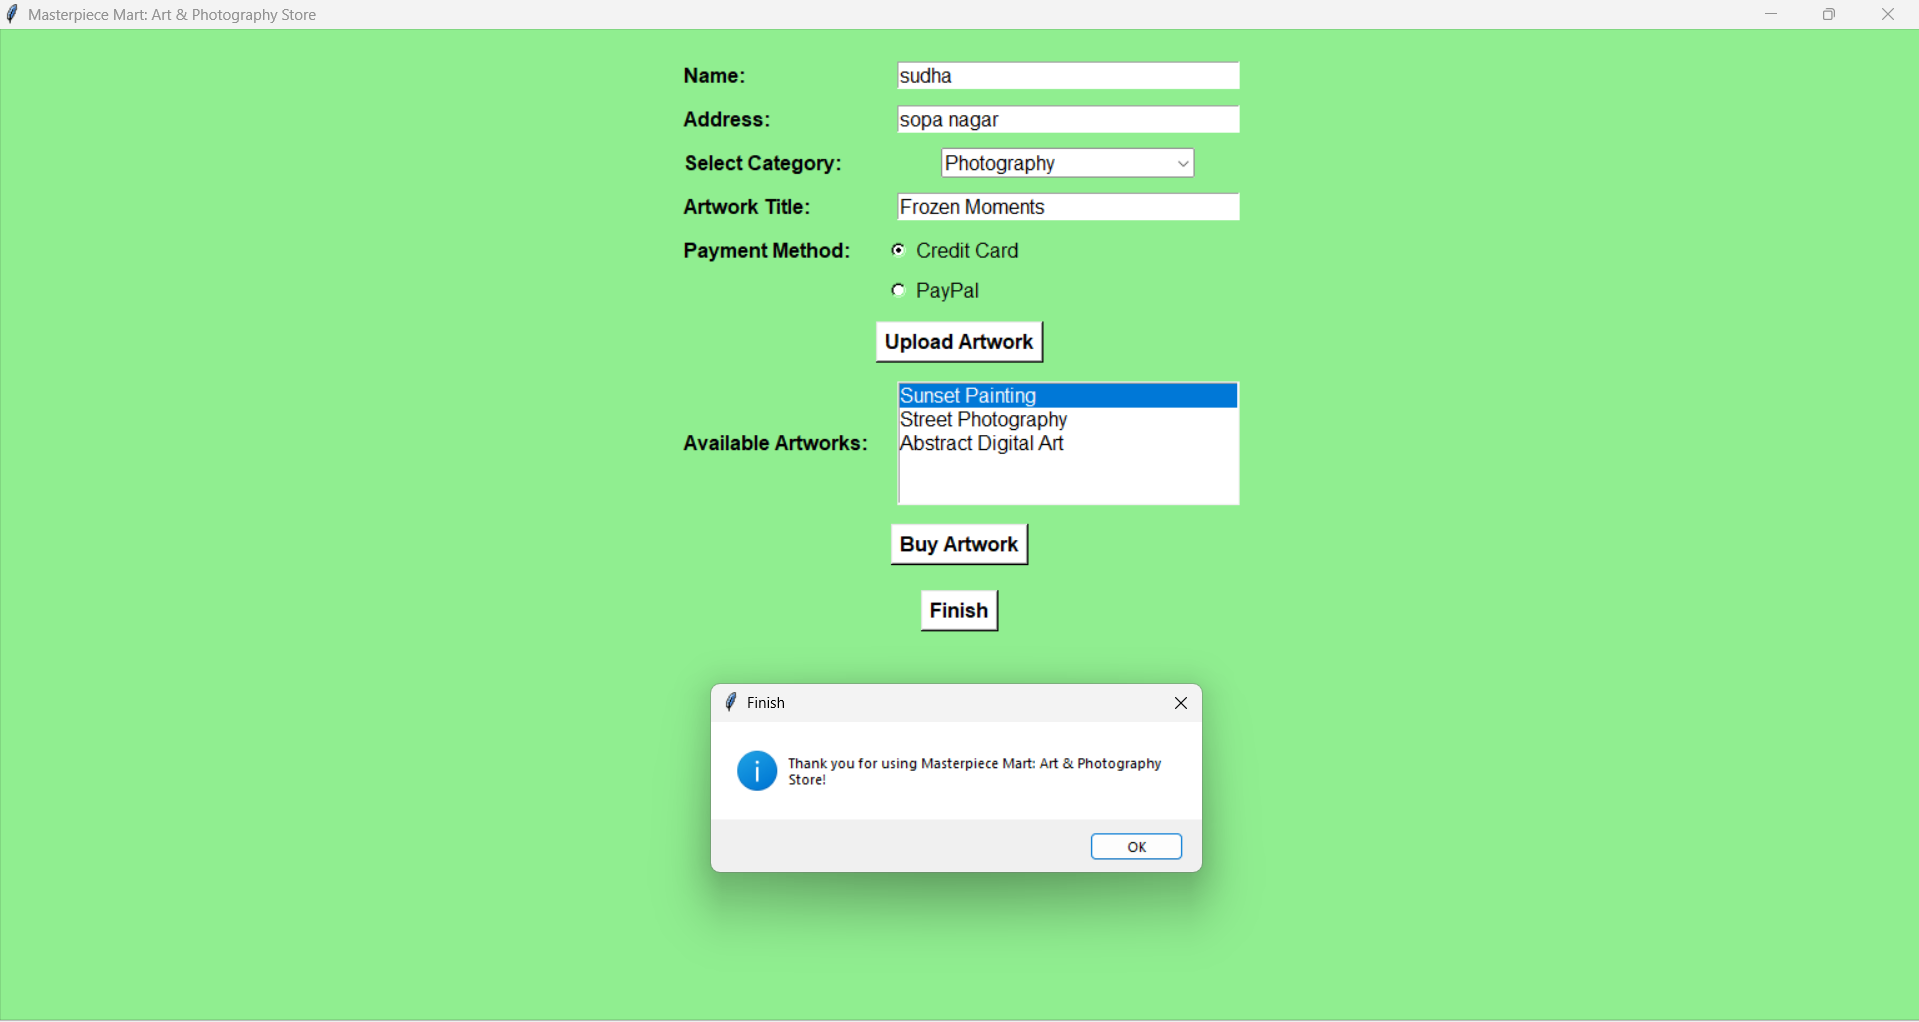 Masterpiece Mart: Art & Photography Store
Name: sudha
Address: sopa nagar
Select Category: Photography
Artwork Title: Frozen Moments
Payment Method: Credit Card
PayPal
Upload Artwork
Sunset Painting
Street Photography
Available Artworks: Abstract Digital Art
Buy Artwork
Finish
Finish
Thank you for using Masterpiece Mart: Art & Photography
Store!
OK